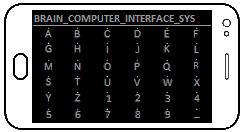 BRAIN_COMPUTER_INTERFACE_SYS
A B C D E F
G H I J K L
M N O P Q R
S T U V W X
Y Z 1 2 3 4
5 6 7 8 9 _